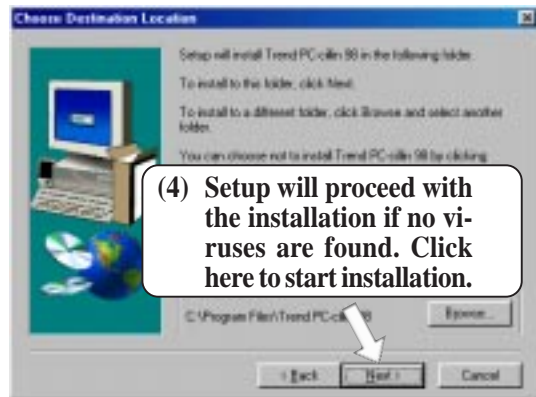 Choose Destination Location
Setup will install Trend PC-cillin 98 in the following folder.
To install to this folder, click Next.
To install to a different folder, click Browse and select another
folder.
You can choose not to install Trend PC-cillin 98 by clicking
(4) Setup will proceed with
the installation if no vi-
ruses are found. Click
here to start installation.
C:\Program Files\Trend PC-cillin 98
Browse...
< Back
Next >
Cancel